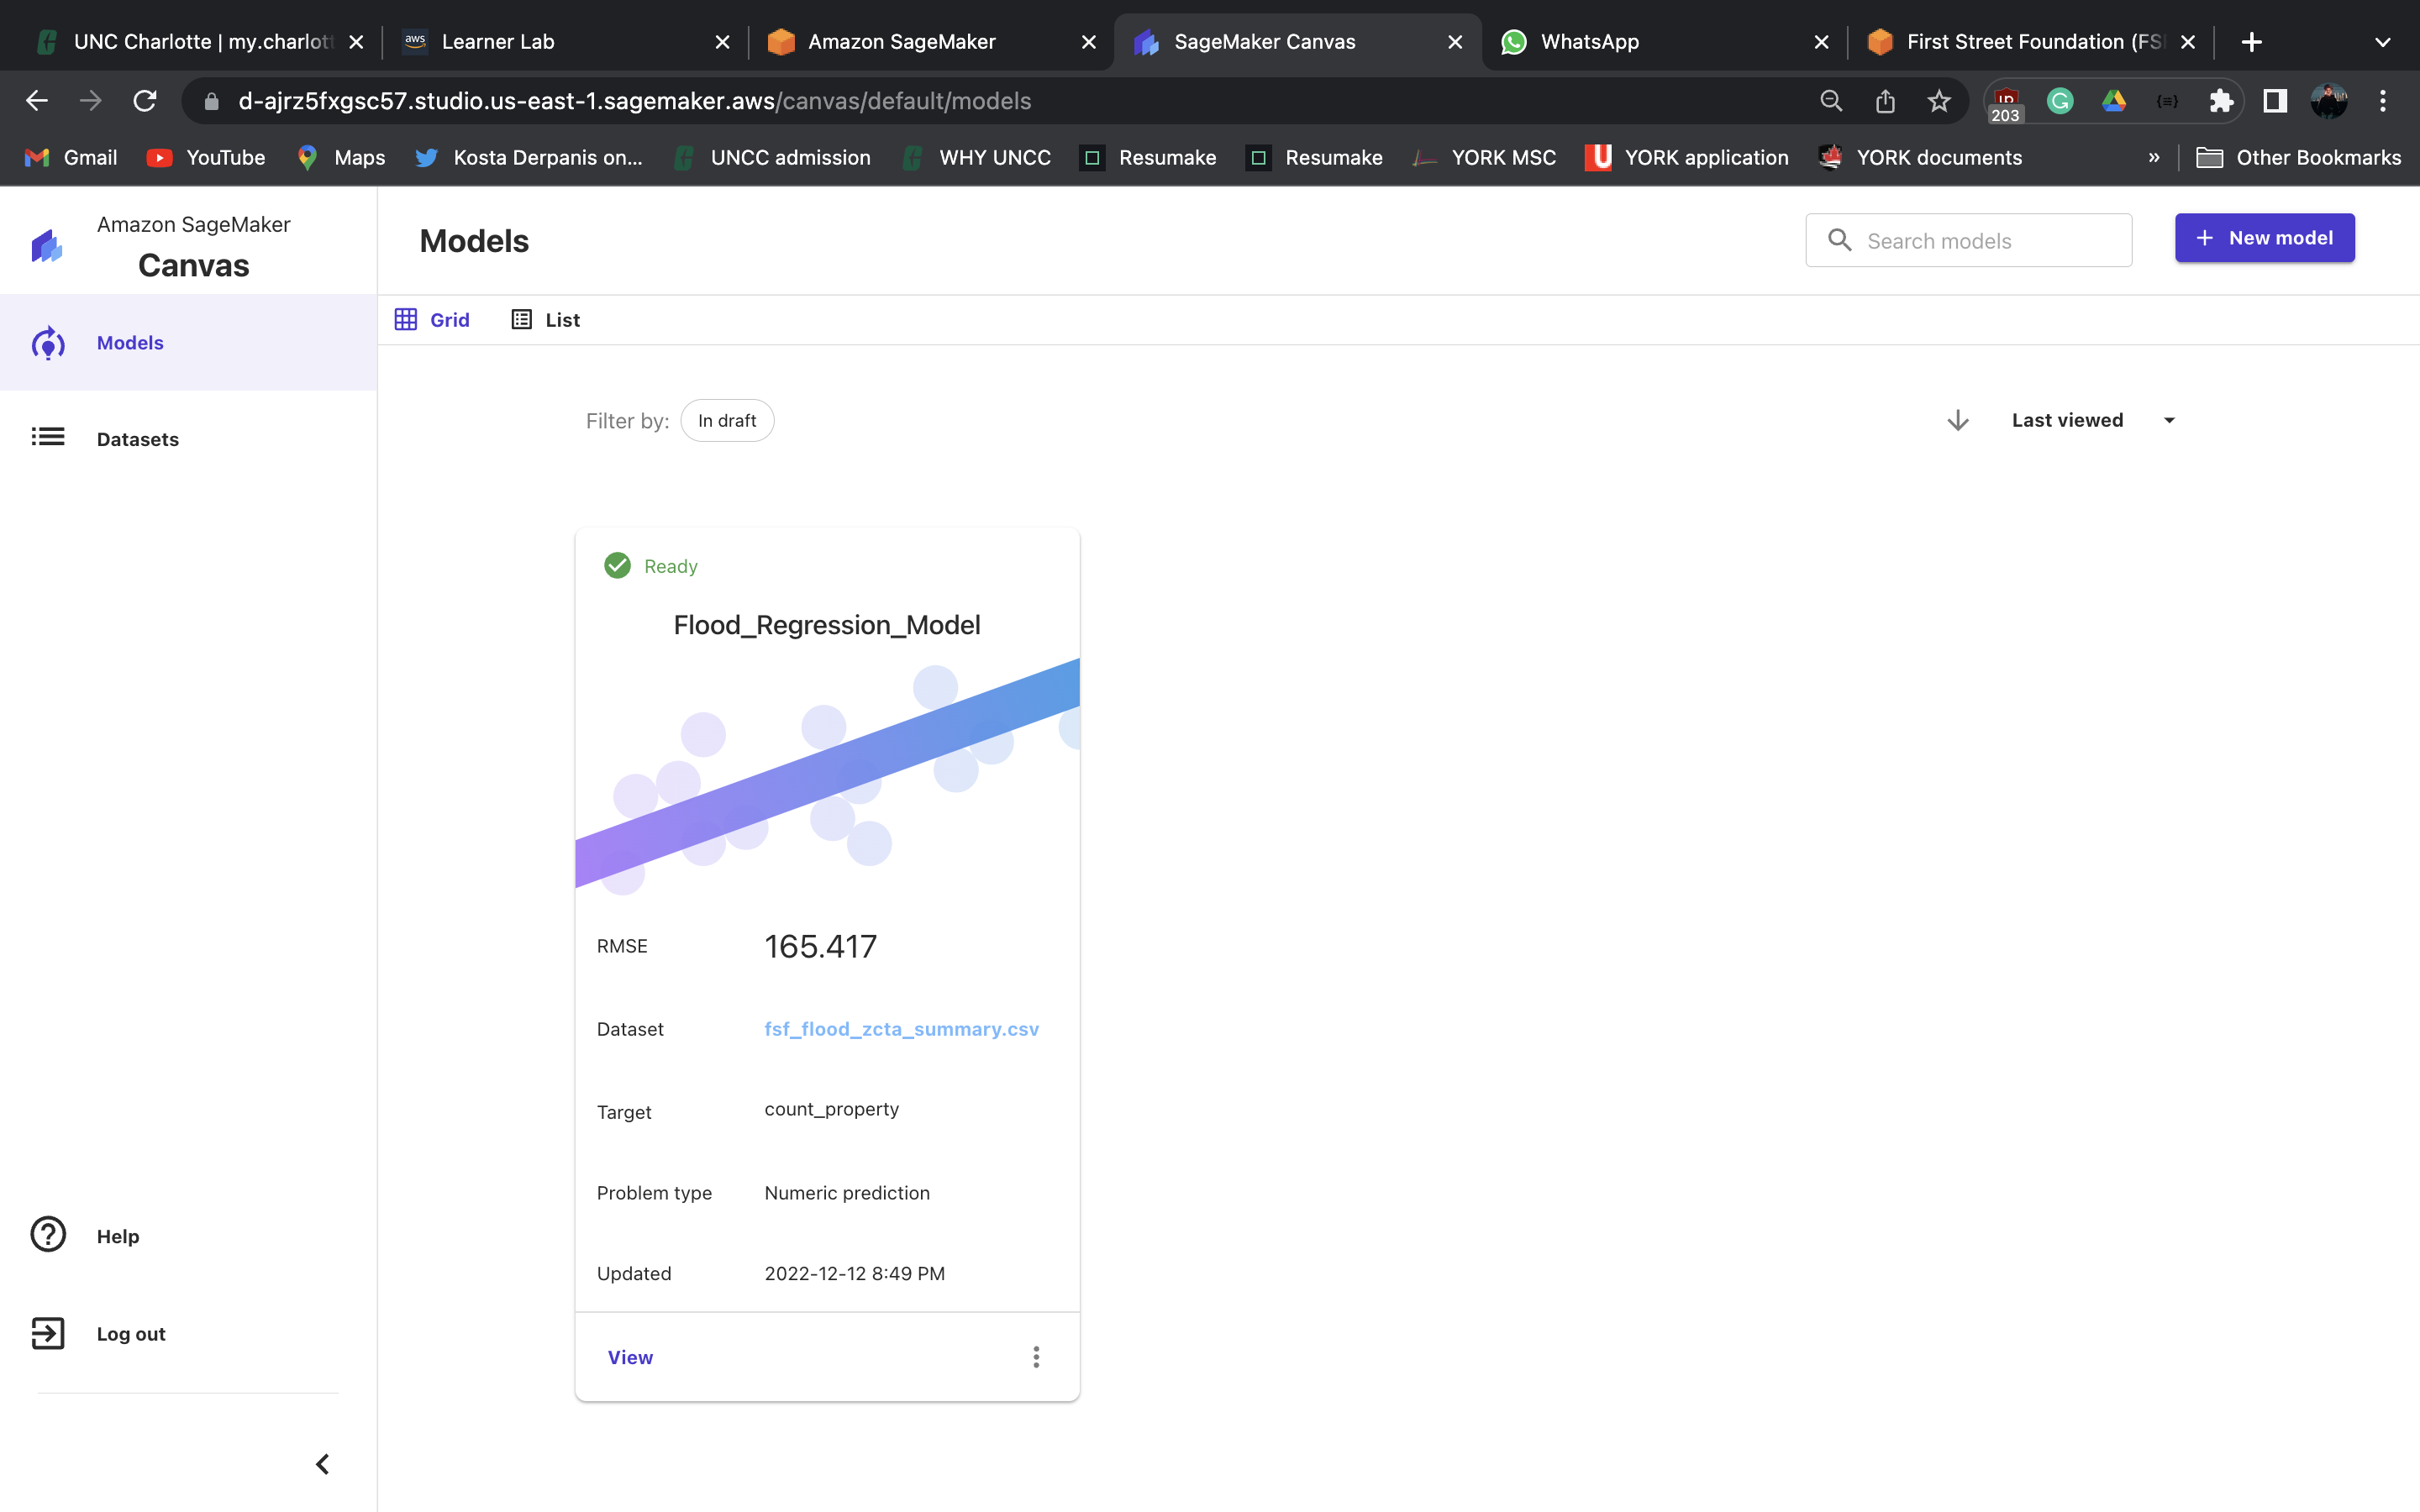 UNC Charlotte | my.charlott
aws
Learner Lab
Amazon SageMaker
SageMaker Canvas
WhatsApp
First Street Foundation (FS
d-ajrz5fxgsc57.studio.us-east-1.sagemaker.aws/canvas/default/models
203
Gmail
YouTube
Maps
Kosta Derpanis on...
UNCC admission
WHY UNCC
Resumake
Resumake
YORK MSC
YORK application
YORK documents
»
Other Bookmarks
Amazon SageMaker
Canvas
Models
Search models
+ New model
Grid
List
Models
Datasets
Filter by:
In draft
Last viewed
Ready
Flood_Regression_Model
RMSE 165.417
Dataset fsf_flood_zcta_summary.csv
Target count_property
Problem type Numeric prediction
Updated 2022-12-12 8:49 PM
View
Help
Log out